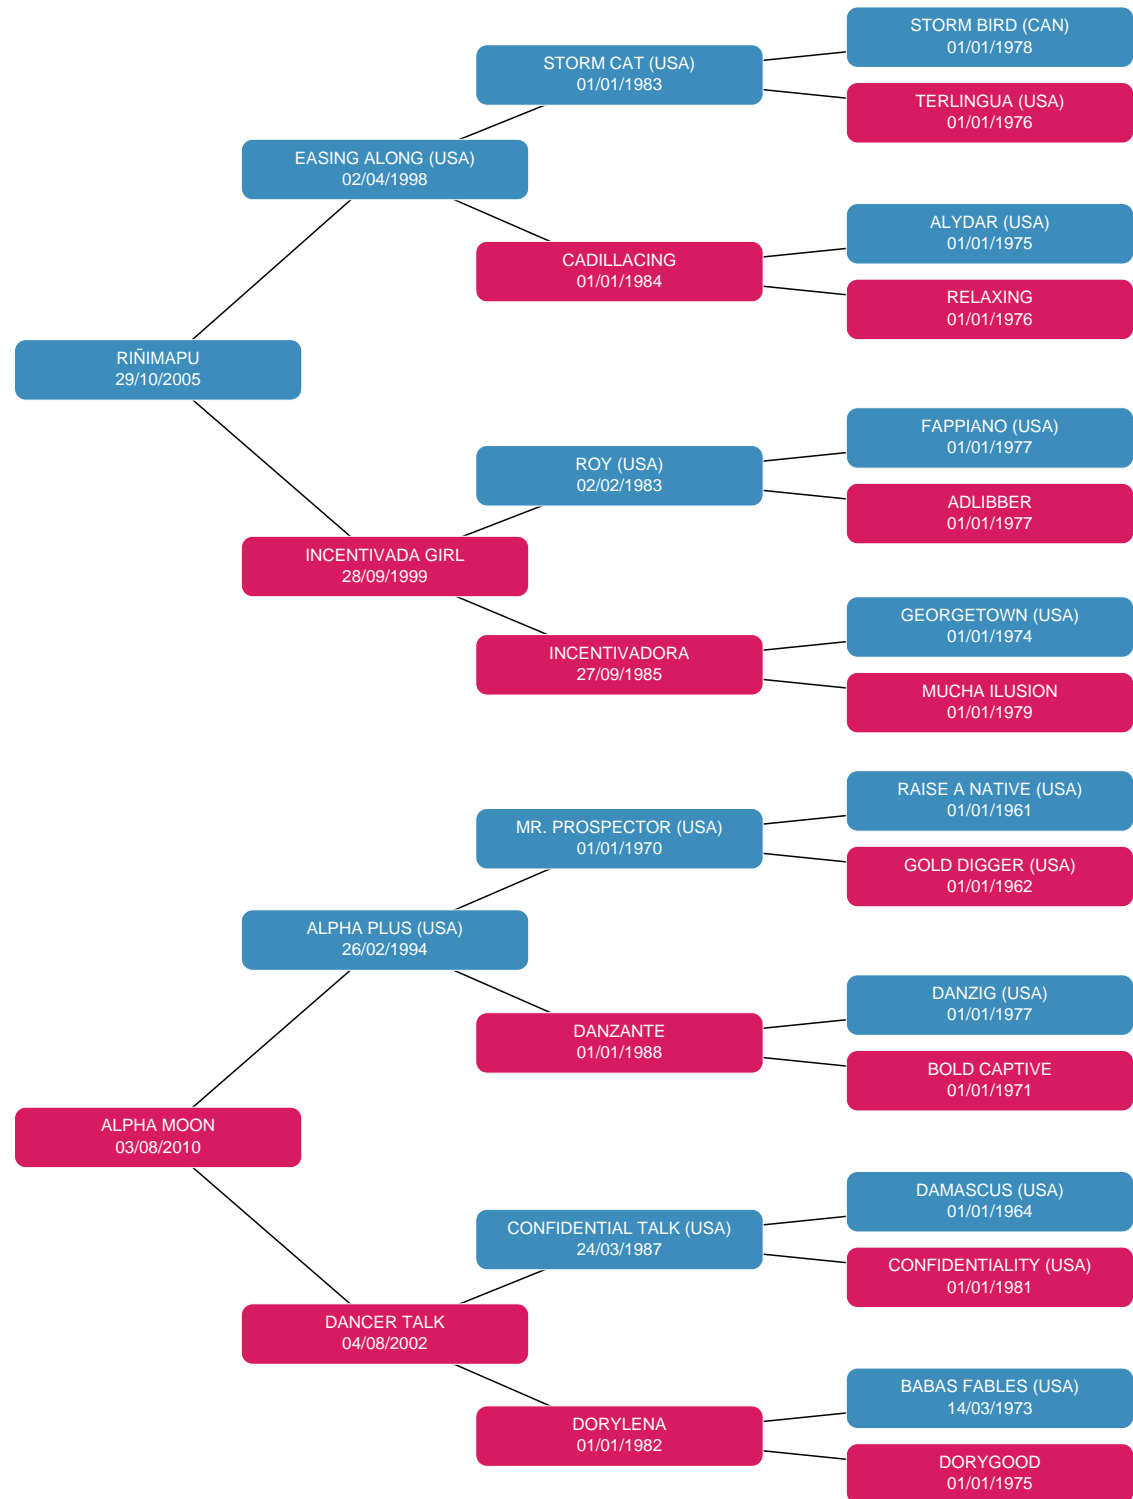 STORM BIRD (CAN)
01/01/1978
STORM CAT (USA)
01/01/1983
TERLINGUA (USA)
01/01/1976
EASING ALONG (USA)
02/04/1998
ALYDAR (USA)
01/01/1975
CADILLACING
01/01/1984
RELAXING
01/01/1976
RIÑIMAPU
29/10/2005
FAPPIANO (USA)
01/01/1977
ROY (USA)
02/02/1983
ADLIBBER
01/01/1977
INCENTIVADA GIRL
28/09/1999
GEORGETOWN (USA)
01/01/1974
INCENTIVADORA
27/09/1985
MUCHA ILUSION
01/01/1979
RAISE A NATIVE (USA)
01/01/1961
MR. PROSPECTOR (USA)
01/01/1970
GOLD DIGGER (USA)
01/01/1962
ALPHA PLUS (USA)
26/02/1994
DANZIG (USA)
01/01/1977
DANZANTE
01/01/1988
BOLD CAPTIVE
01/01/1971
ALPHA MOON
03/08/2010
DAMASCUS (USA)
01/01/1964
CONFIDENTIAL TALK (USA)
24/03/1987
CONFIDENTIALITY (USA)
01/01/1981
DANCER TALK
04/08/2002
BABAS FABLES (USA)
14/03/1973
DORYLENA
01/01/1982
DORYGOOD
01/01/1975